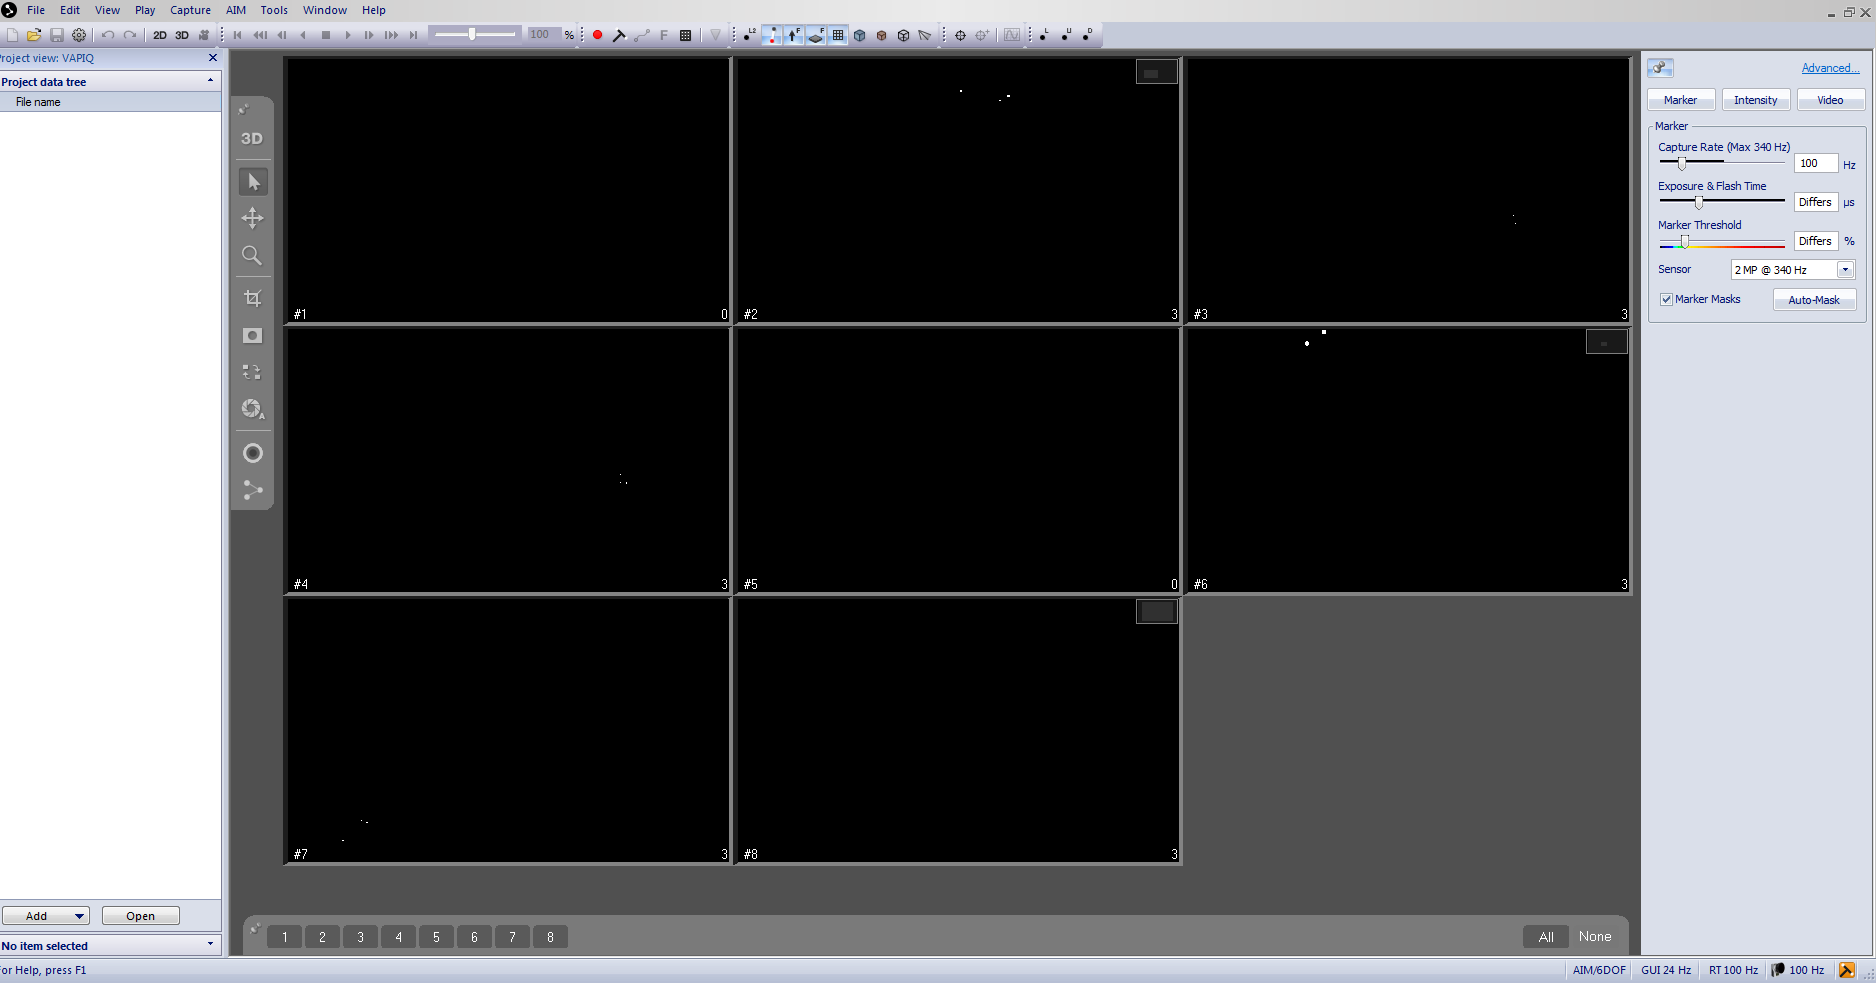 File Edit View Play Capture AIM Tools Window Help
2D 3D 100 % F L2 F F L U D
Project view: VAPIQ
Project data tree
File name
3D
A
#1 0
#2 3
#3 3
#4 3
#5 0
#6 3
#7 3
#8 3
Advanced...
Marker Intensity Video
Marker
Capture Rate (Max 340 Hz)
100 Hz
Exposure & Flash Time
Differs µs
Marker Threshold
Differs %
Sensor 2 MP @ 340 Hz
Marker Masks Auto-Mask
Add Open
No item selected
1 2 3 4 5 6 7 8 All None
For Help, press F1
AIM/6DOF GUI 24 Hz RT 100 Hz 100 Hz